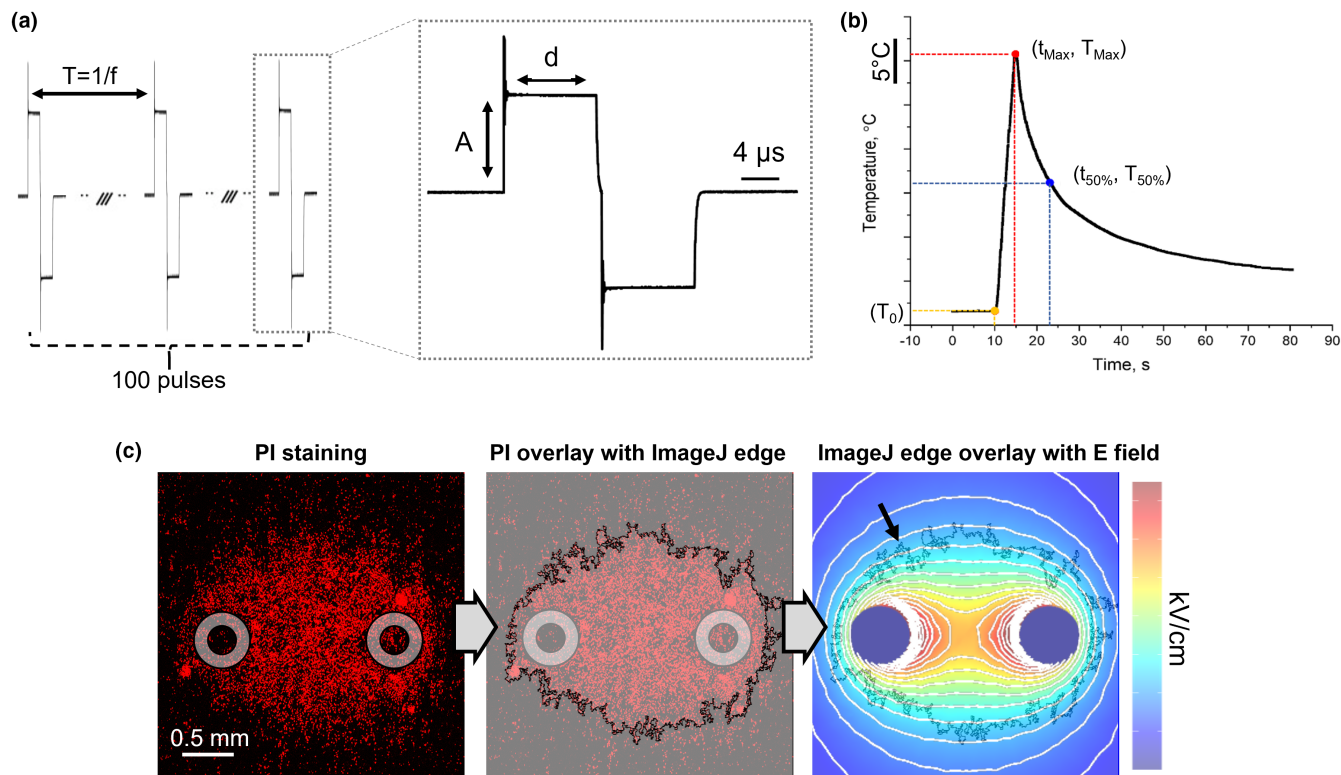 (a)
T=1/f
100 pulses
d
A
4 µs
(b)
5°C
Temperature, °C
(tMax, TMax)
(t50%, T50%)
(T0)
-10 0 10 20 30 40 50 60 70 80 90
Time, s
(c)
PI staining
PI overlay with ImageJ edge
ImageJ edge overlay with E field
0.5 mm
kV/cm